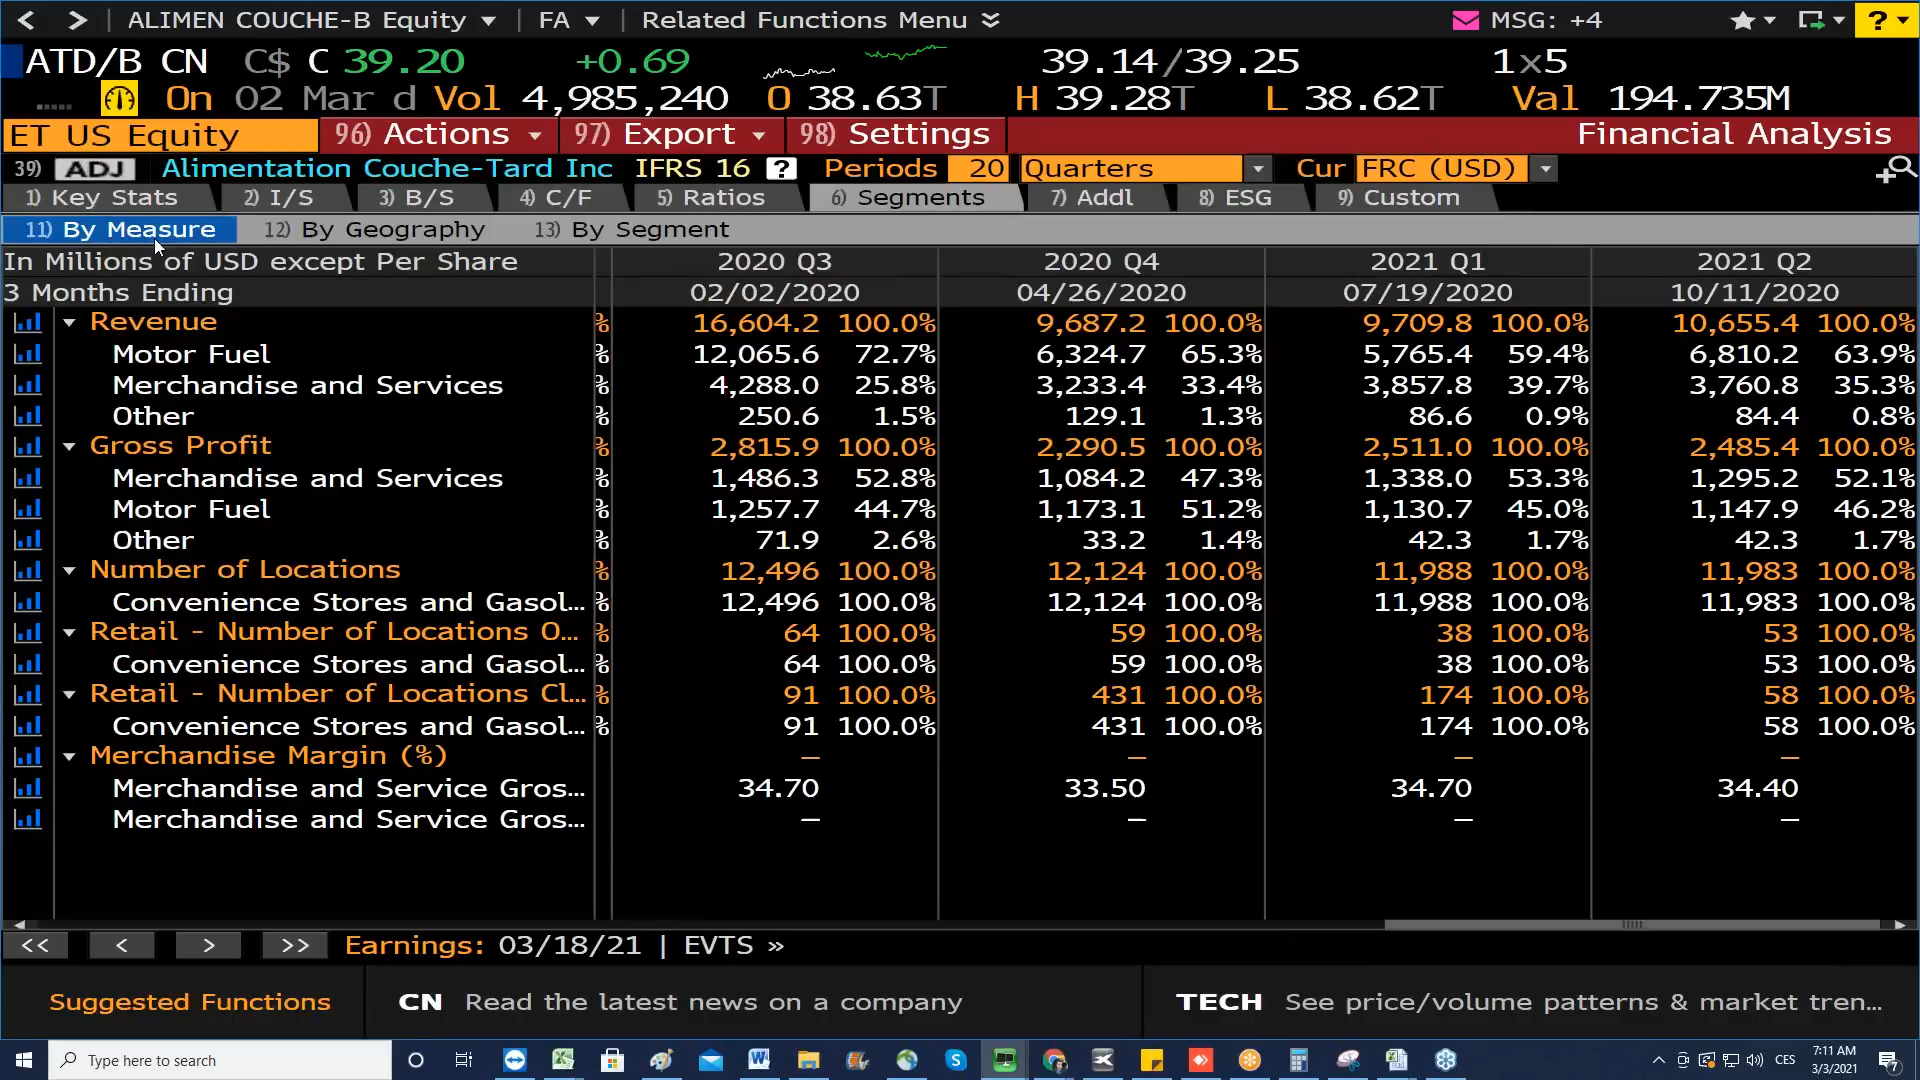 ALIMEN COUCHE-B Equity FA Related Functions Menu MSG: +4 ?
ATD/B CN C$ C 39.20 +0.69 39.14/39.25 1x5
On 02 Mar d Vol 4,985,240 O 38.63T H 39.28T L 38.62T Val 194.735M
ET US Equity 96) Actions 97) Export 98) Settings Financial Analysis
39) ADJ Alimentation Couche-Tard Inc IFRS 16 ? Periods 20 Quarters Cur FRC (USD)
1) Key Stats 2) I/S 3) B/S 4) C/F 5) Ratios 6) Segments 7) Addl 8) ESG 9) Custom
11) By Measure 12) By Geography 13) By Segment
In Millions of USD except Per Share 2020 Q3 2020 Q4 2021 Q1 2021 Q2
3 Months Ending 02/02/2020 04/26/2020 07/19/2020 10/11/2020
Revenue % 16,604.2 100.0% 9,687.2 100.0% 9,709.8 100.0% 10,655.4 100.0%
Motor Fuel % 12,065.6 72.7% 6,324.7 65.3% 5,765.4 59.4% 6,810.2 63.9%
Merchandise and Services % 4,288.0 25.8% 3,233.4 33.4% 3,857.8 39.7% 3,760.8 35.3%
Other % 250.6 1.5% 129.1 1.3% 86.6 0.9% 84.4 0.8%
Gross Profit % 2,815.9 100.0% 2,290.5 100.0% 2,511.0 100.0% 2,485.4 100.0%
Merchandise and Services % 1,486.3 52.8% 1,084.2 47.3% 1,338.0 53.3% 1,295.2 52.1%
Motor Fuel % 1,257.7 44.7% 1,173.1 51.2% 1,130.7 45.0% 1,147.9 46.2%
Other % 71.9 2.6% 33.2 1.4% 42.3 1.7% 42.3 1.7%
Number of Locations % 12,496 100.0% 12,124 100.0% 11,988 100.0% 11,983 100.0%
Convenience Stores and Gasol... % 12,496 100.0% 12,124 100.0% 11,988 100.0% 11,983 100.0%
Retail - Number of Locations O... % 64 100.0% 59 100.0% 38 100.0% 53 100.0%
Convenience Stores and Gasol... % 64 100.0% 59 100.0% 38 100.0% 53 100.0%
Retail - Number of Locations Cl... % 91 100.0% 431 100.0% 174 100.0% 58 100.0%
Convenience Stores and Gasol... % 91 100.0% 431 100.0% 174 100.0% 58 100.0%
Merchandise Margin (%) — — — —
Merchandise and Service Gros... 34.70 33.50 34.70 34.40
Merchandise and Service Gros... — — — —
<< < > >> Earnings: 03/18/21 | EVTS »
Suggested Functions CN Read the latest news on a company TECH See price/volume patterns & market tren...
Type here to search CES 7:11 AM
3/3/2021